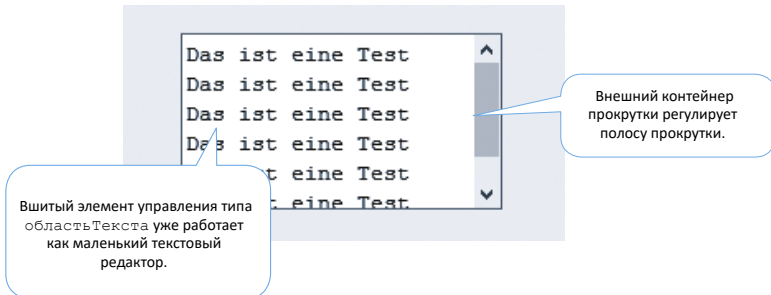 Das ist eine Test
Das ist eine Test
Das ist eine Test
Das ist eine Test
eine Test
eine Test
Внешний контейнер
прокрутки регулирует
полосу прокрутки.
Вшитый элемент управления типа
областьТекста уже работает
как маленький текстовый
редактор.